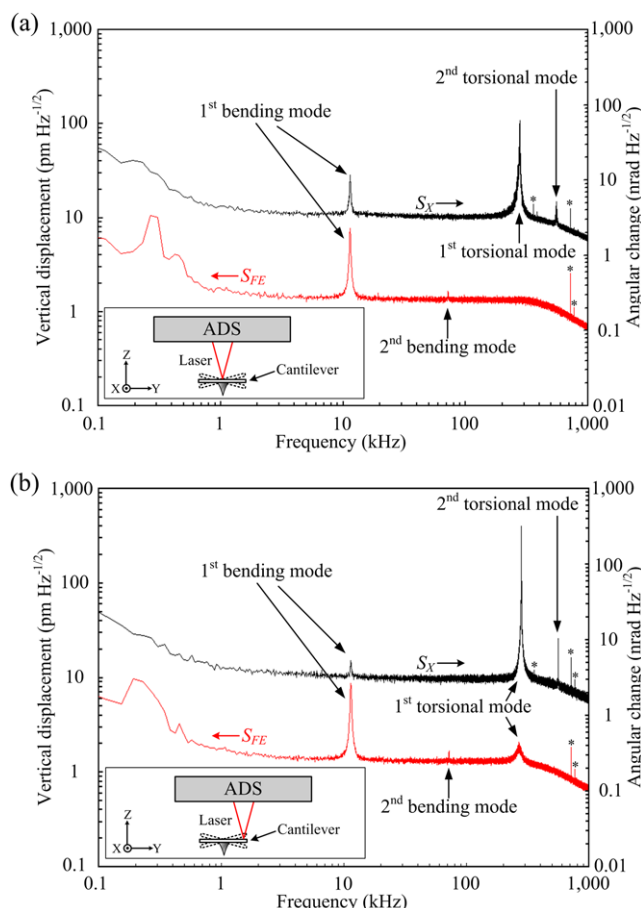 (a)
1,000
100
10
1
0.1
Vertical displacement (pm Hz-1/2)
1,000
100
10
1
0.1
0.01
Angular change (nrad Hz-1/2)
2nd torsional mode
1st bending mode
SX →
*
*
*
1st torsional mode
*
*
← SFE
2nd bending mode
ADS
Laser
Cantilever
Z
X
Y
0.1
1
10
100
1,000
Frequency (kHz)
(b)
1,000
100
10
1
0.1
Vertical displacement (pm Hz-1/2)
1,000
100
10
1
0.1
0.01
Angular change (nrad Hz-1/2)
2nd torsional mode
1st bending mode
SX →
*
*
*
1st torsional mode
*
*
← SFE
2nd bending mode
ADS
Laser
Cantilever
Z
X
Y
0.1
1
10
100
1,000
Frequency (kHz)